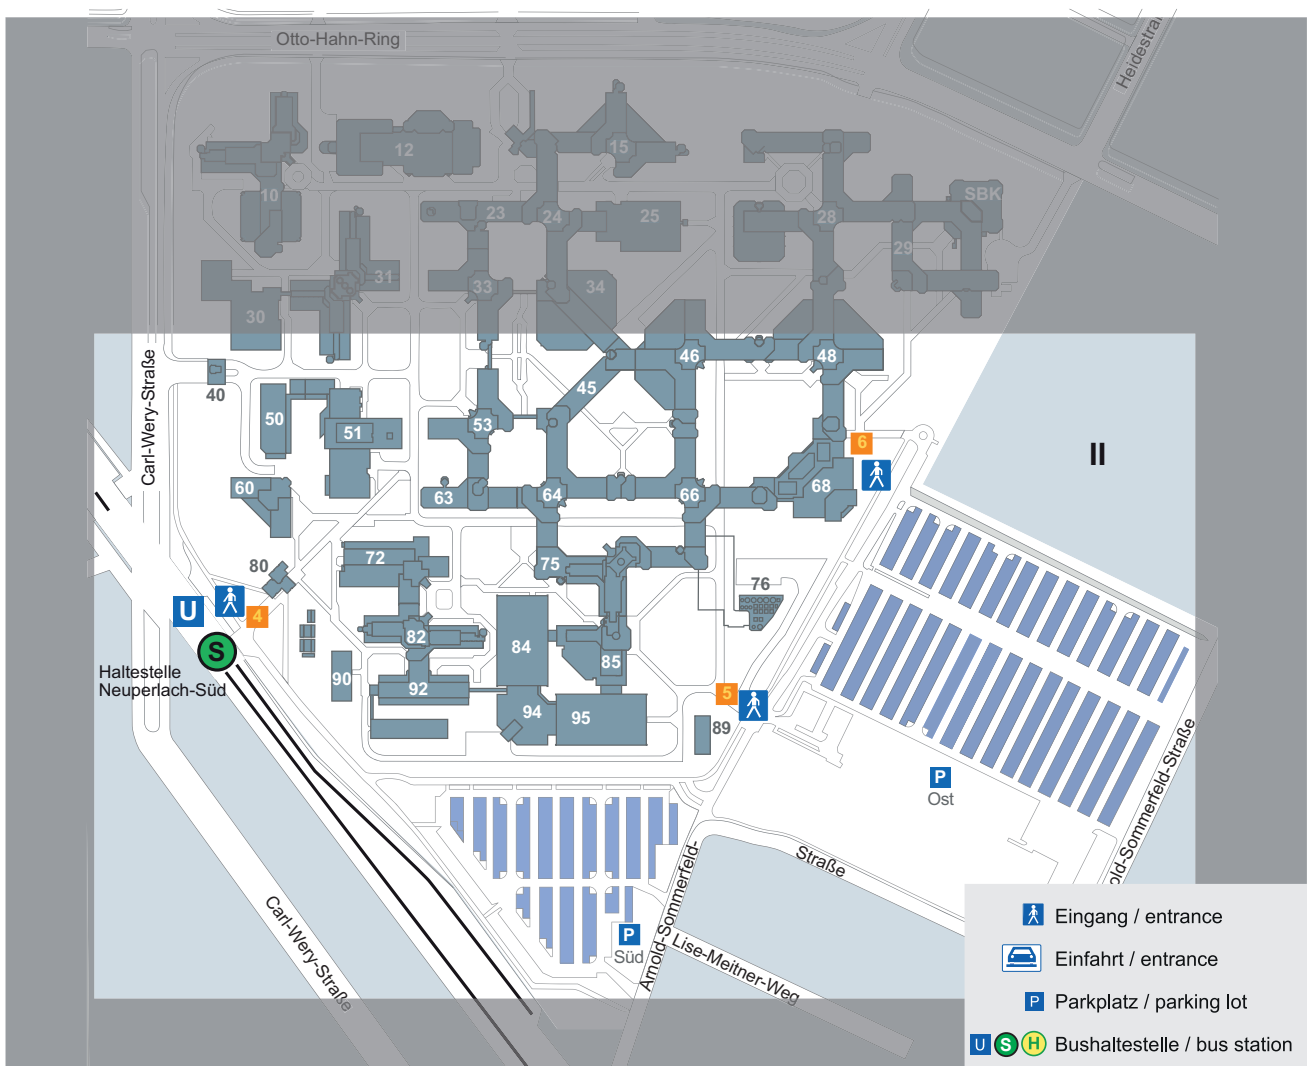 Otto-Hahn-Ring
Heidestra
12
15
10
SBK
23
24
25
28
29
31
33
34
30
46
48
40
45
Carl-Wery-Straße
50
51
53
6
II
60
63
64
66
68
72
75
80
76
U
4
S
Haltestelle
Neuperlach-Süd
82
84
85
90
92
5
94
95
89
P
Ost
Arnold-Sommerfeld-
Straße
old-Sommerfeld-Straße
Carl-Wery-Straße
P
Süd
Lise-Meitner-Weg
Eingang / entrance
Einfahrt / entrance
P Parkplatz / parking lot
U S H Bushaltestelle / bus station